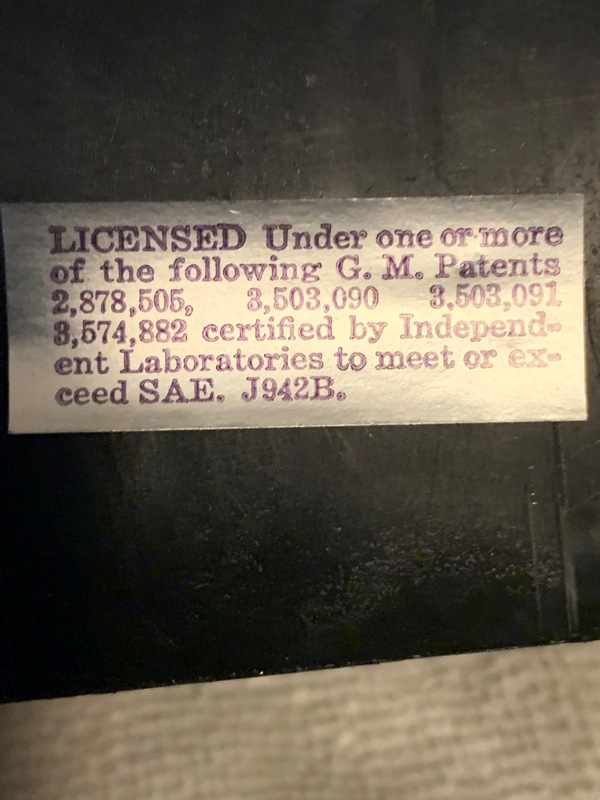 LICENSED Under one or more
of the following G. M. Patents
2,878,505, 3,503,090 3,503,091
3,574,882 certified by Independ-
ent Laboratories to meet or ex-
ceed SAE. J942B.